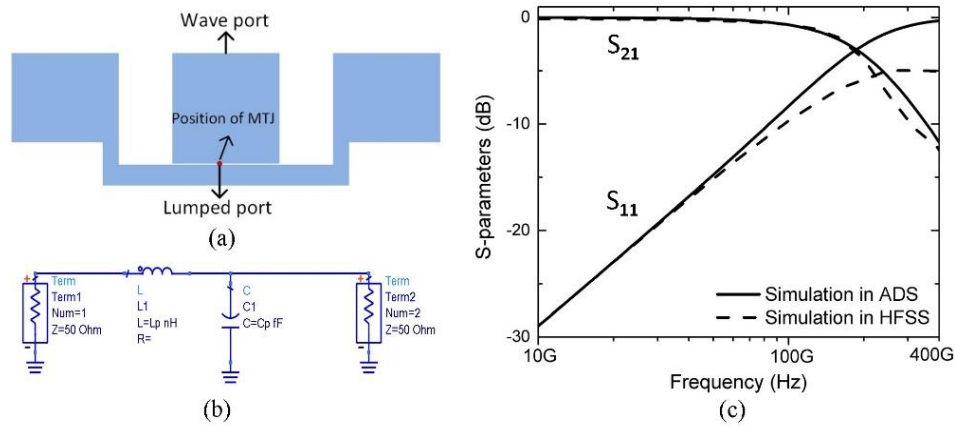 (a)
Wave port
Position of MTJ
Lumped port
(a)
+
Term
Term1
Num=1
Z=50 Ohm
-
L
L1
L=Lp nH
R=
C
C1
C=Cp fF
+
Term
Term2
Num=2
Z=50 Ohm
-
(b)
S-parameters (dB)
0
-10
-20
-30
S21
S11
Simulation in ADS
Simulation in HFSS
10G
100G
400G
Frequency (Hz)
(c)